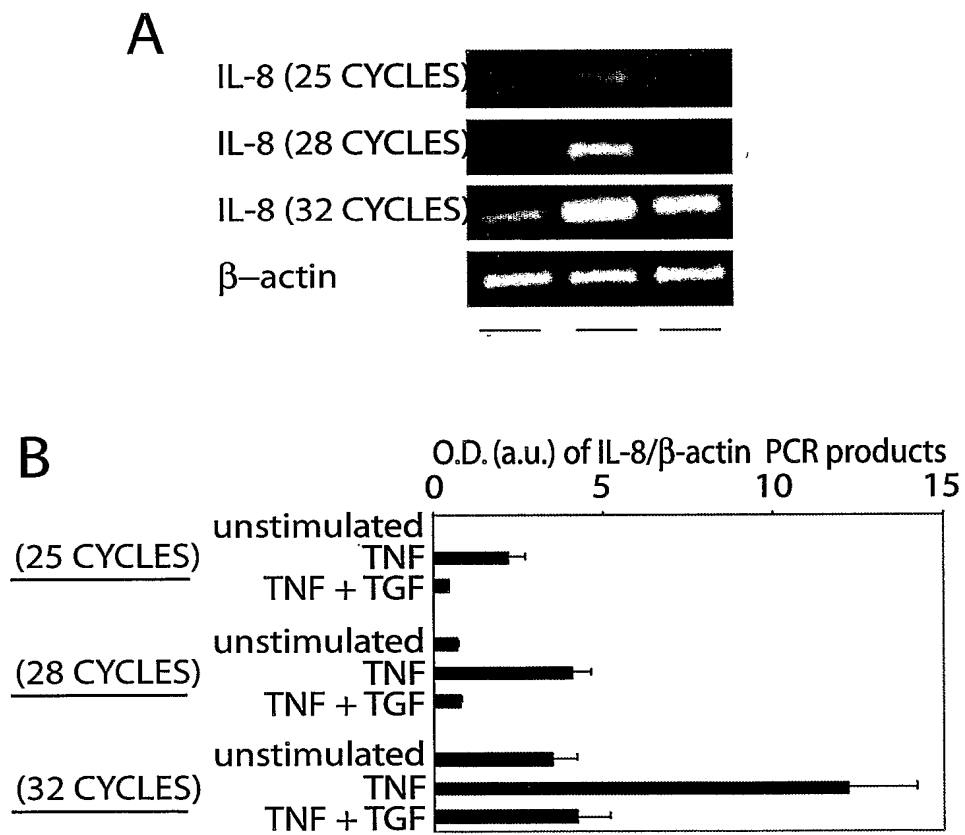 A
IL-8 (25 CYCLES)
IL-8 (28 CYCLES)
IL-8 (32 CYCLES)
β–actin
B
O.D. (a.u.) of IL-8/β-actin PCR products
0 5 10 15
unstimulated
(25 CYCLES) TNF
TNF + TGF
unstimulated
(28 CYCLES) TNF
TNF + TGF
unstimulated
(32 CYCLES) TNF
TNF + TGF